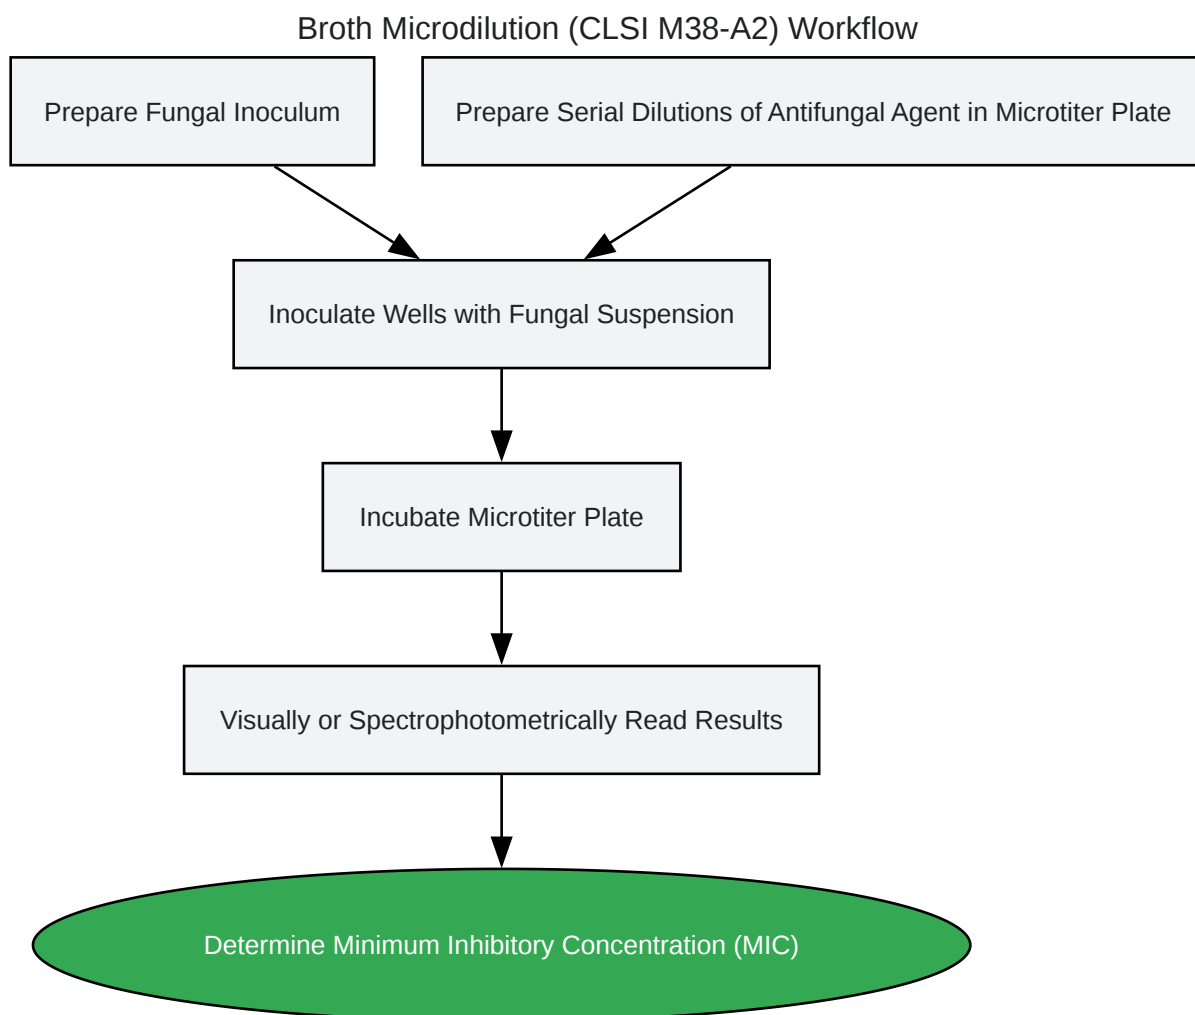 Broth Microdilution (CLSI M38-A2) Workflow
Prepare Fungal Inoculum
Prepare Serial Dilutions of Antifungal Agent in Microtiter Plate
Inoculate Wells with Fungal Suspension
Incubate Microtiter Plate
Visually or Spectrophotometrically Read Results
Determine Minimum Inhibitory Concentration (MIC)